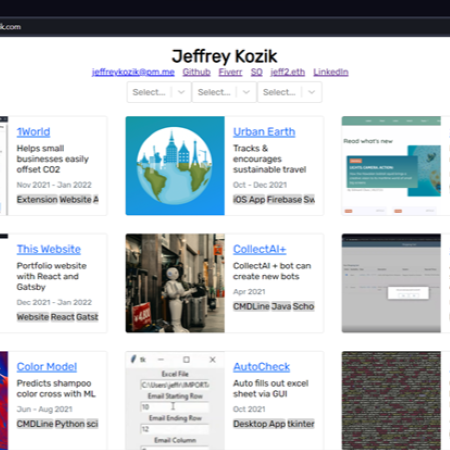 k.com
Jeffrey Kozik
jeffreykozik@pm.me Github Fiverr SO jeff2.eth LinkedIn
Select... Select... Select...
1World
Helps small
businesses easily
offset CO2
Nov 2021 - Jan 2022
Extension Website A
Urban Earth
Tracks &
encourages
sustainable travel
Oct - Dec 2021
iOS App Firebase Sw
Read what's new
This Website
Portfolio website
with React and
Gatsby
Dec 2021 - Jan 2022
Website React Gatsb
CollectAI+
CollectAI + bot can
create new bots
Apr 2021
CMDLine Java Scho
Color Model
Predicts shampoo
color cross with ML
Jun - Aug 2021
CMDLine Python sci
tk
Excel File
C:\Users\jeffr\IMPORTA
Email Starting Row
10
Email Ending Row
12
Email Column
AutoCheck
Auto fills out excel
sheet via GUI
Oct 2021
Desktop App tkinter